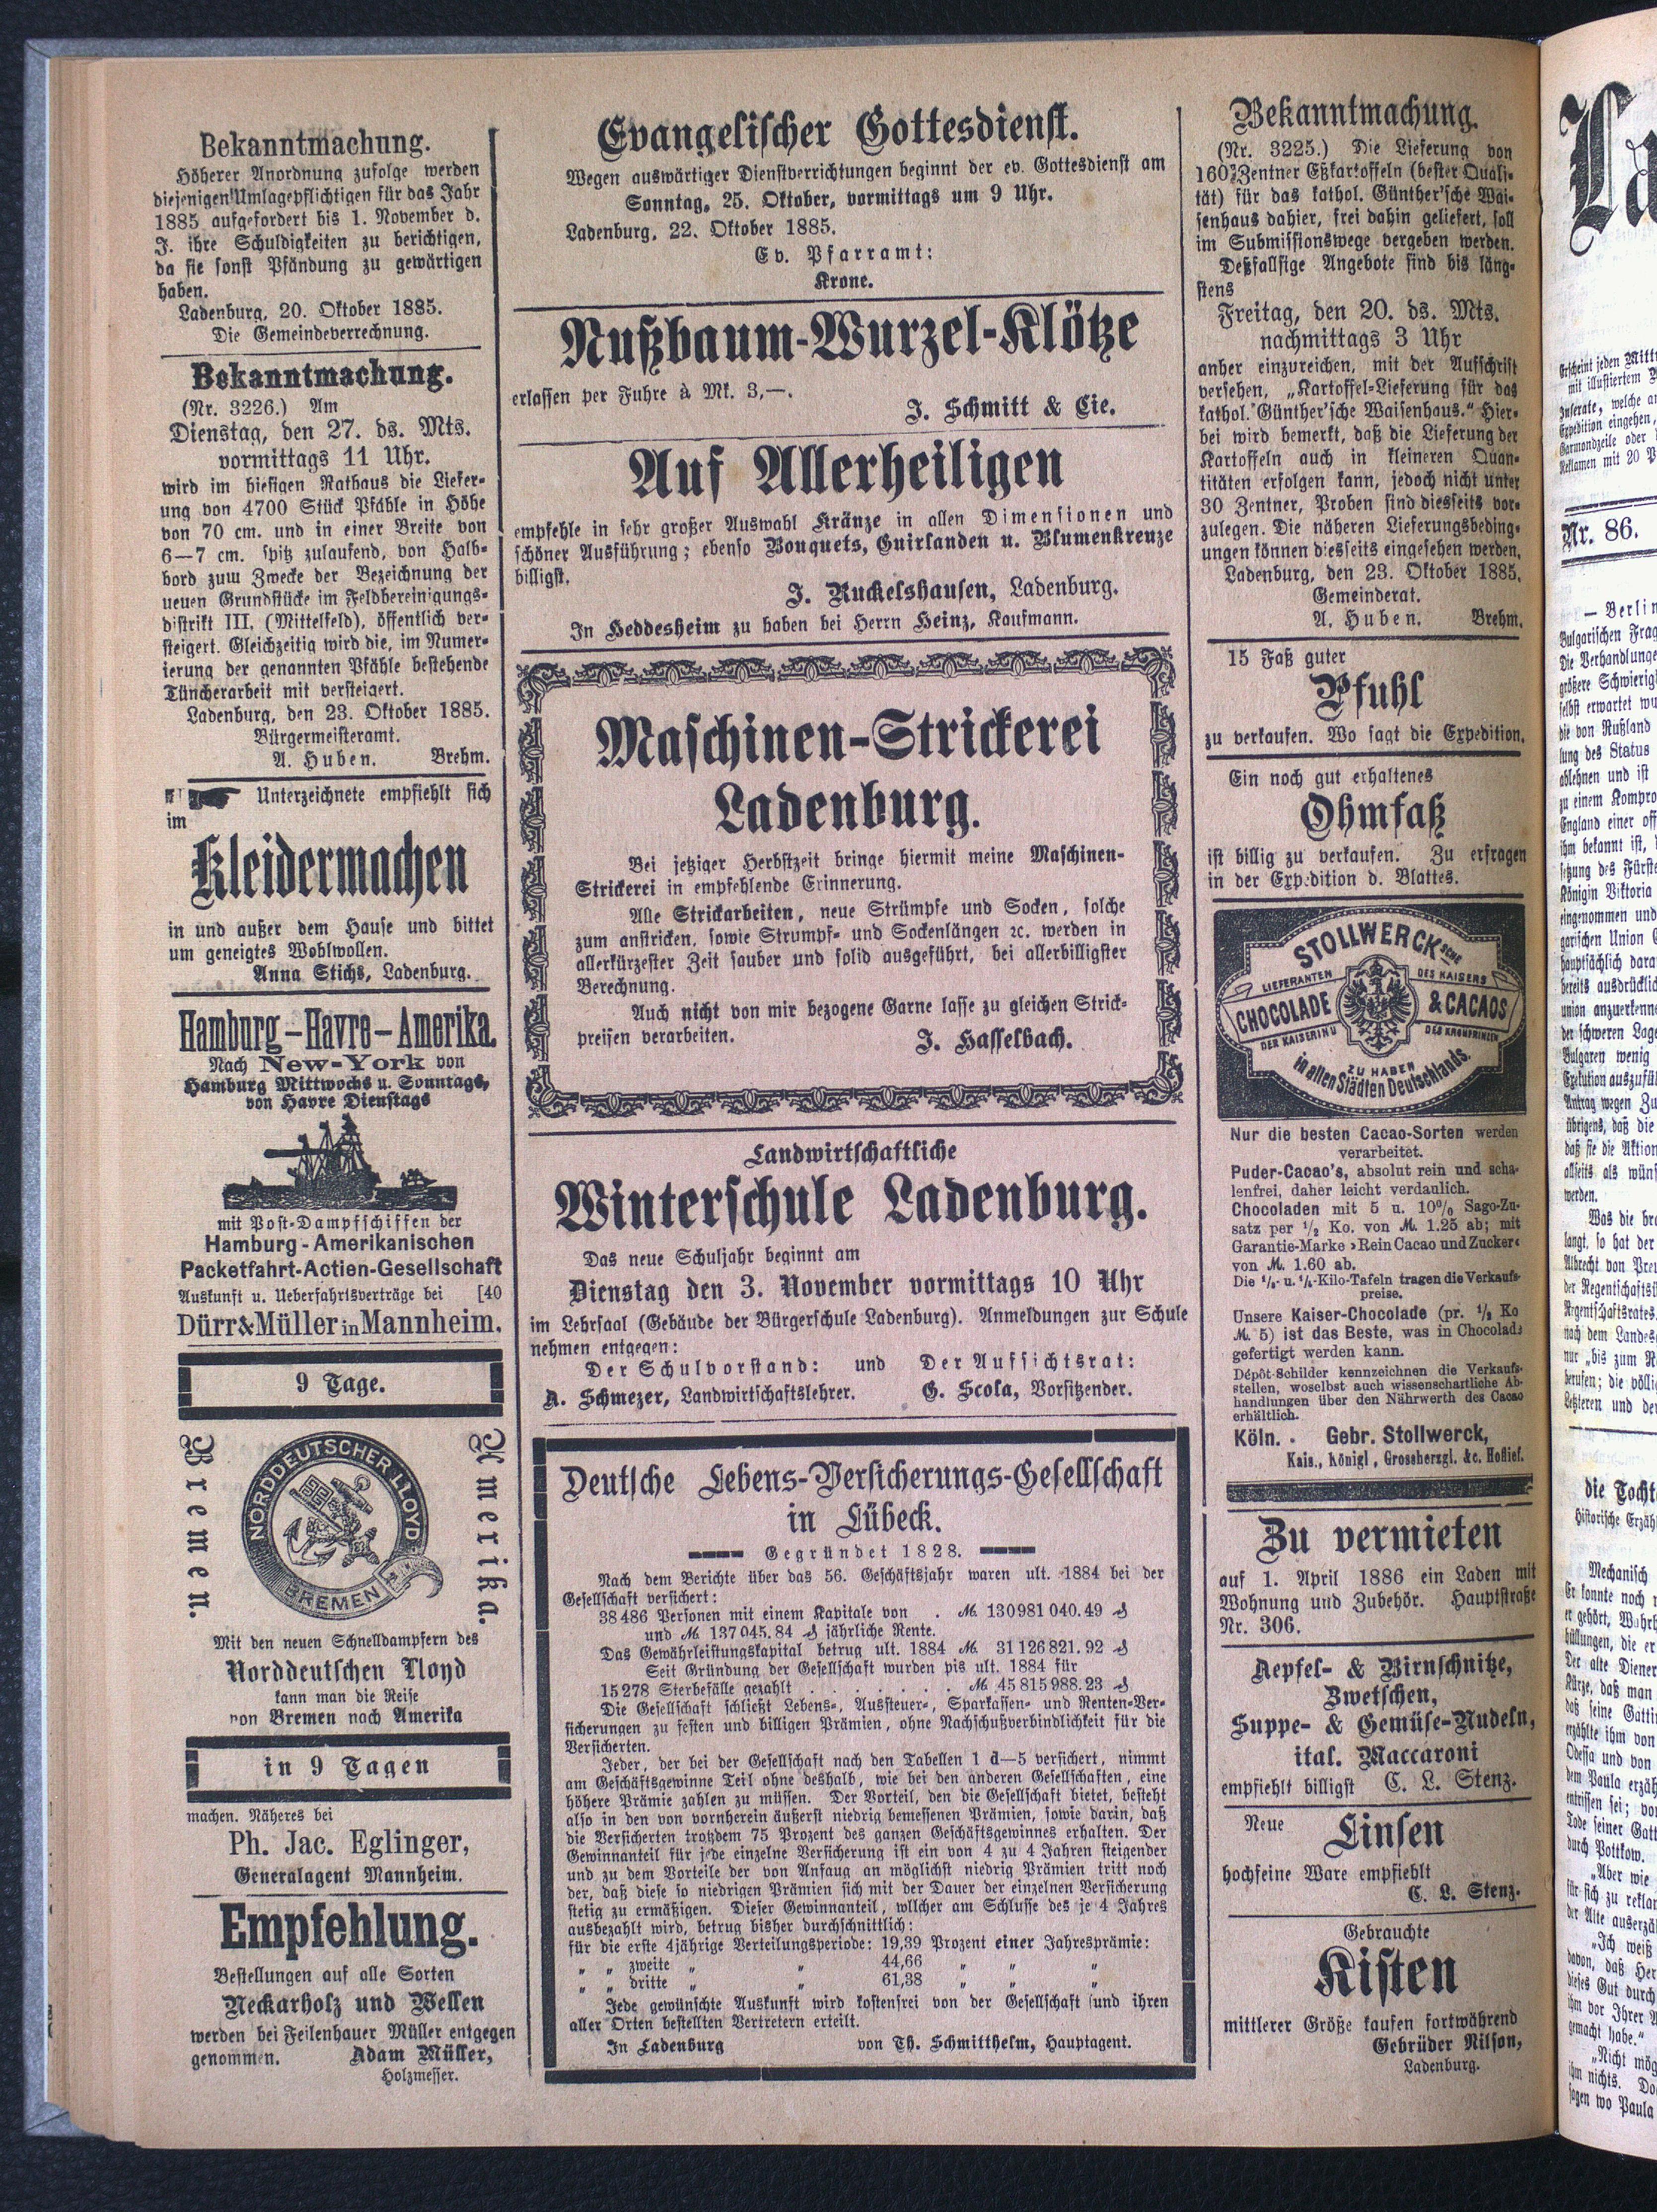 Bekanntmachung.
Höherer Anordnung zufolge werden
diejenigen Umlagepflichtigen für das Jahr
1885 aufgefordert bis 1. November d.
J. ihre Schuldigkeiten zu berichtigen,
da sie sonst Pfändung zu gewärtigen
haben.
Ladenburg, 20. Oktober 1885.
Die Gemeindeverrechnung.
Bekanntmachung.
(Nr. 3226.) Am
Dienstag, den 27. ds. Mts.
vormittags 11 Uhr.
wird im hiesigen Rathaus die Liefer-
ung von 4700 Stück Pfähle in Höhe
von 70 cm. und in einer Breite von
6—7 cm. spitz zulaufend, von Halb-
bord zum Zwecke der Bezeichnung der
neuen Grundstücke im Feldbereinigungs-
distrikt III, (Mittelfeld), öffentlich ver-
steigert. Gleichzeitig wird die, im Numer-
ierung der genannten Pfähle bestehende
Tüncherarbeit mit versteigert.
Ladenburg, den 23. Oktober 1885.
Bürgermeisteramt.
A. Huben. Brehm.
Unterzeichnete empfiehlt sich
im
Kleidermachen
in und außer dem Hause und bittet
um geneigtes Wohlwollen.
Anna Stichs, Ladenburg.
Hamburg – Havre – Amerika.
Nach New-York von
Hamburg Mittwochs u. Sonntags,
von Havre Dienstags
mit Post-Dampfschiffen der
Hamburg-Amerikanischen
Packetfahrt-Actien-Gesellschaft
Auskunft u. Ueberfahrtsverträge bei [40
Dürr & Müller in Mannheim.
9 Tage.
Bremen.
NORDDEUTSCHER LLOYD
BREMEN
Amerika.
Mit den neuen Schnelldampfern des
Norddeutschen Lloyd
kann man die Reise
von Bremen nach Amerika
in 9 Tagen
machen. Näheres bei
Ph. Jac. Eglinger,
Generalagent Mannheim.
Empfehlung.
Bestellungen auf alle Sorten
Neckarholz und Wellen
werden bei Feilenhauer Müller entgegen
genommen. Adam Müller,
Holzmesser.
Evangelischer Gottesdienst.
Wegen auswärtiger Dienstverrichtungen beginnt der ev. Gottesdienst am
Sonntag, 25. Oktober, vormittags um 9 Uhr.
Ladenburg, 22. Oktober 1885.
Ev. Pfarramt:
Krone.
Nußbaum-Wurzel-Klötze
erlassen per Fuhre à Mk. 3,—.
J. Schmitt & Cie.
Auf Allerheiligen
empfehle in sehr großer Auswahl Kränze in allen Dimensionen und
schöner Ausführung; ebenso Bouquets, Guirlanden u. Blumenkreuze
billigst.
J. Ruckelshausen, Ladenburg.
In Heddesheim zu haben bei Herrn Heinz, Kaufmann.
Maschinen-Strickerei
Ladenburg.
Bei jetziger Herbstzeit bringe hiermit meine Maschinen-
Strickerei in empfehlende Erinnerung.
Alle Strickarbeiten, neue Strümpfe und Socken, solche
zum anstricken, sowie Strumpf- und Sockenlängen ꝛc. werden in
allerkürzester Zeit sauber und solid ausgeführt, bei allerbilligster
Berechnung.
Auch nicht von mir bezogene Garne lasse zu gleichen Strick-
preisen verarbeiten. J. Hasselbach.
Landwirtschaftliche
Winterschule Ladenburg.
Das neue Schuljahr beginnt am
Dienstag den 3. November vormittags 10 Uhr
im Lehrsaal (Gebäude der Bürgerschule Ladenburg). Anmeldungen zur Schule
nehmen entgegen:
Der Schulvorstand: und Der Aufsichtsrat:
A. Schmezer, Landwirtschaftslehrer. G. Scola, Vorsitzender.
Deutsche Lebens-Versicherungs-Gesellschaft
in Lübeck.
Gegründet 1828.
Nach dem Berichte über das 56. Geschäftsjahr waren ult. 1884 bei der
Gesellschaft versichert:
38486 Personen mit einem Kapitale von . M. 130981040.49 ₰
und M. 137045.84 ₰ jährliche Rente.
Das Gewährleistungskapital betrug ult. 1884 M. 31126821.92 ₰
Seit Gründung der Gesellschaft wurden pis ult. 1884 für
15278 Sterbefälle gezahlt . . . . . . . M. 45815988.23 ₰
Die Gesellschaft schließt Lebens-, Aussteuer-, Sparkassen- und Renten-Ver-
sicherungen zu festen und billigen Prämien, ohne Nachschußverbindlichkeit für die
Versicherten.
Jeder, der bei der Gesellschaft nach den Tabellen 1 d—5 versichert, nimmt
am Geschäftsgewinne Teil ohne deshalb, wie bei den anderen Gesellschaften, eine
höhere Prämie zahlen zu müssen. Der Vorteil, den die Gesellschaft bietet, besteht
also in den von vornherein äußerst niedrig bemessenen Prämien, sowie darin, daß
die Versicherten trotzdem 75 Prozent des ganzen Geschäftsgewinnes erhalten. Der
Gewinnanteil für jede einzelne Versicherung ist ein von 4 zu 4 Jahren steigender
und zu dem Vorteile der von Anfaug an möglichst niedrig Prämien tritt noch
der, daß diese so niedrigen Prämien sich mit der Dauer der einzelnen Versicherung
stetig zu ermäßigen. Dieser Gewinnanteil, wllcher am Schlusse des je 4 Jahres
ausbezahlt wird, betrug bisher durchschnittlich:
für die erste 4jährige Verteilungsperiode: 19,39 Prozent einer Jahresprämie:
„ „ zweite „ „ 44,66 „ „ „
„ „ dritte „ „ 61,38 „ „ „
Jede gewünschte Auskunft wird kostenfrei von der Gesellschaft sund ihren
aller Orten bestellten Vertretern erteilt.
In Ladenburg von Th. Schmitthelm, Hauptagent.
Bekanntmachung.
(Nr. 3225.) Die Lieferung von
160 Zentner Eßkartoffeln (bester Quali-
tät) für das kathol. Günther'sche Wai-
senhaus dahier, frei dahin geliefert, soll
im Submissionswege vergeben werden.
Deßfallsige Angebote sind bis läng-
stens
Freitag, den 20. ds. Mts.
nachmittags 3 Uhr
anher einzureichen, mit der Aufschrift
versehen, „Kartoffel-Lieferung für das
kathol. Günther'sche Waisenhaus." Hier-
bei wird bemerkt, daß die Lieferung der
Kartoffeln auch in kleineren Quan-
titäten erfolgen kann, jedoch nicht unter
30 Zentner, Proben sind diesseits vor-
zulegen. Die näheren Lieferungsbeding-
ungen können diesseits eingesehen werden.
Ladenburg, den 23. Oktober 1885.
Gemeinderat.
A. Huben. Brehm.
15 Faß guter
Pfuhl
zu verkaufen. Wo sagt die Expedition.
Ein noch gut erhaltenes
Ohmfaß
ist billig zu verkaufen. Zu erfragen
in der Expedition d. Blattes.
STOLLWERCK'SCHE
LIEFERANTEN DES KAISERS
CHOCOLADE & CACAOS
DER KAISERIN U DES KRONPRINZEN
ZU HABEN
in allen Städten Deutschlands.
Nur die besten Cacao-Sorten werden
verarbeitet.
Puder-Cacao's, absolut rein und scha-
lenfrei, daher leicht verdaulich.
Chocoladen mit 5 u. 10% Sago-Zu-
satz per 1/2 Ko. von M. 1.25 ab; mit
Garantie-Marke ›Rein Cacao und Zucker‹
von M. 1.60 ab.
Die 1/2- u. 1/4-Kilo-Tafeln tragen die Verkaufs-
preise.
Unsere Kaiser-Chocolade (pr. 1/2 Ko
M. 5) ist das Beste, was in Chocolade
gefertigt werden kann.
Dépôt-Schilder kennzeichnen die Verkaufs-
stellen, woselbst auch wissenschaftliche Ab-
handlungen über den Nährwerth des Cacao
erhältlich.
Köln. Gebr. Stollwerck,
Kais., Königl., Grossherzgl. &c. Hoflief.
Zu vermieten
auf 1. April 1886 ein Laden mit
Wohnung und Zubehör. Hauptstraße
Nr. 306.
Aepfel- & Birnschnitze,
Zwetschen,
Suppe- & Gemüse-Nudeln,
ital. Maccaroni
empfiehlt billigst C. L. Stenz.
Neue
Linsen
hochfeine Ware empfiehlt
C. L. Stenz.
Gebrauchte
Kisten
mittlerer Größe kaufen fortwährend
Gebrüder Nilson,
Ladenburg.
La
Nr. 86.